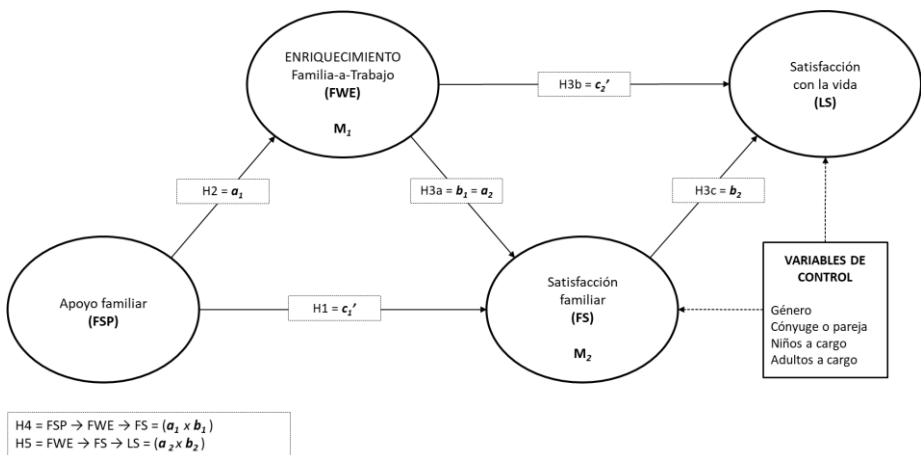 ENRIQUECIMIENTO
Familia-a-Trabajo
(FWE)
M1
H3b = c2’
Satisfacción
con la vida
(LS)
H2 = a1
H3a = b1 = a2
H3c = b2
Apoyo familiar
(FSP)
H1 = c1’
Satisfacción
familiar
(FS)
M2
VARIABLES DE
CONTROL
Género
Cónyuge o pareja
Niños a cargo
Adultos a cargo
H4 = FSP → FWE → FS = (a1 x b1)
H5 = FWE → FS → LS = (a2 x b2)